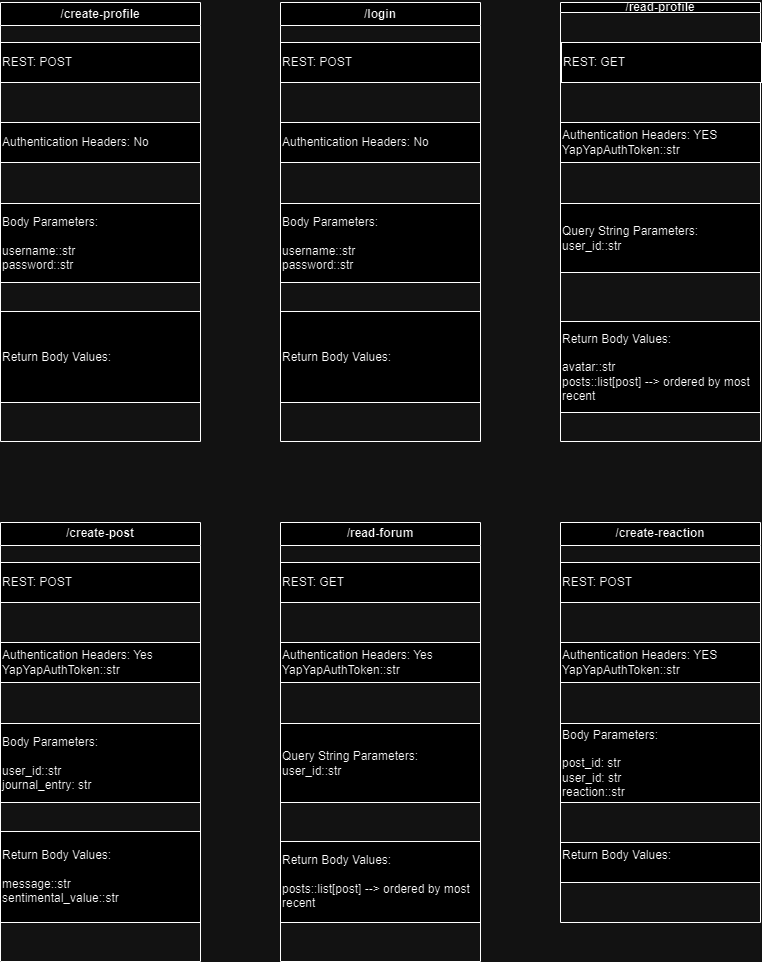 /create-profile
REST: POST
Authentication Headers: No
Body Parameters:
username::str
password::str
Return Body Values:
/login
REST: POST
Authentication Headers: No
Body Parameters:
username::str
password::str
Return Body Values:
/read-profile
REST: GET
Authentication Headers: YES
YapYapAuthToken::str
Query String Parameters:
user_id::str
Return Body Values:
avatar::str
posts::list[post] --> ordered by most
recent
/create-post
REST: POST
Authentication Headers: Yes
YapYapAuthToken::str
Body Parameters:
user_id::str
journal_entry: str
Return Body Values:
message::str
sentimental_value::str
/read-forum
REST: GET
Authentication Headers: Yes
YapYapAuthToken::str
Query String Parameters:
user_id::str
Return Body Values:
posts::list[post] --> ordered by most
recent
/create-reaction
REST: POST
Authentication Headers: YES
YapYapAuthToken::str
Body Parameters:
post_id: str
user_id: str
reaction::str
Return Body Values: